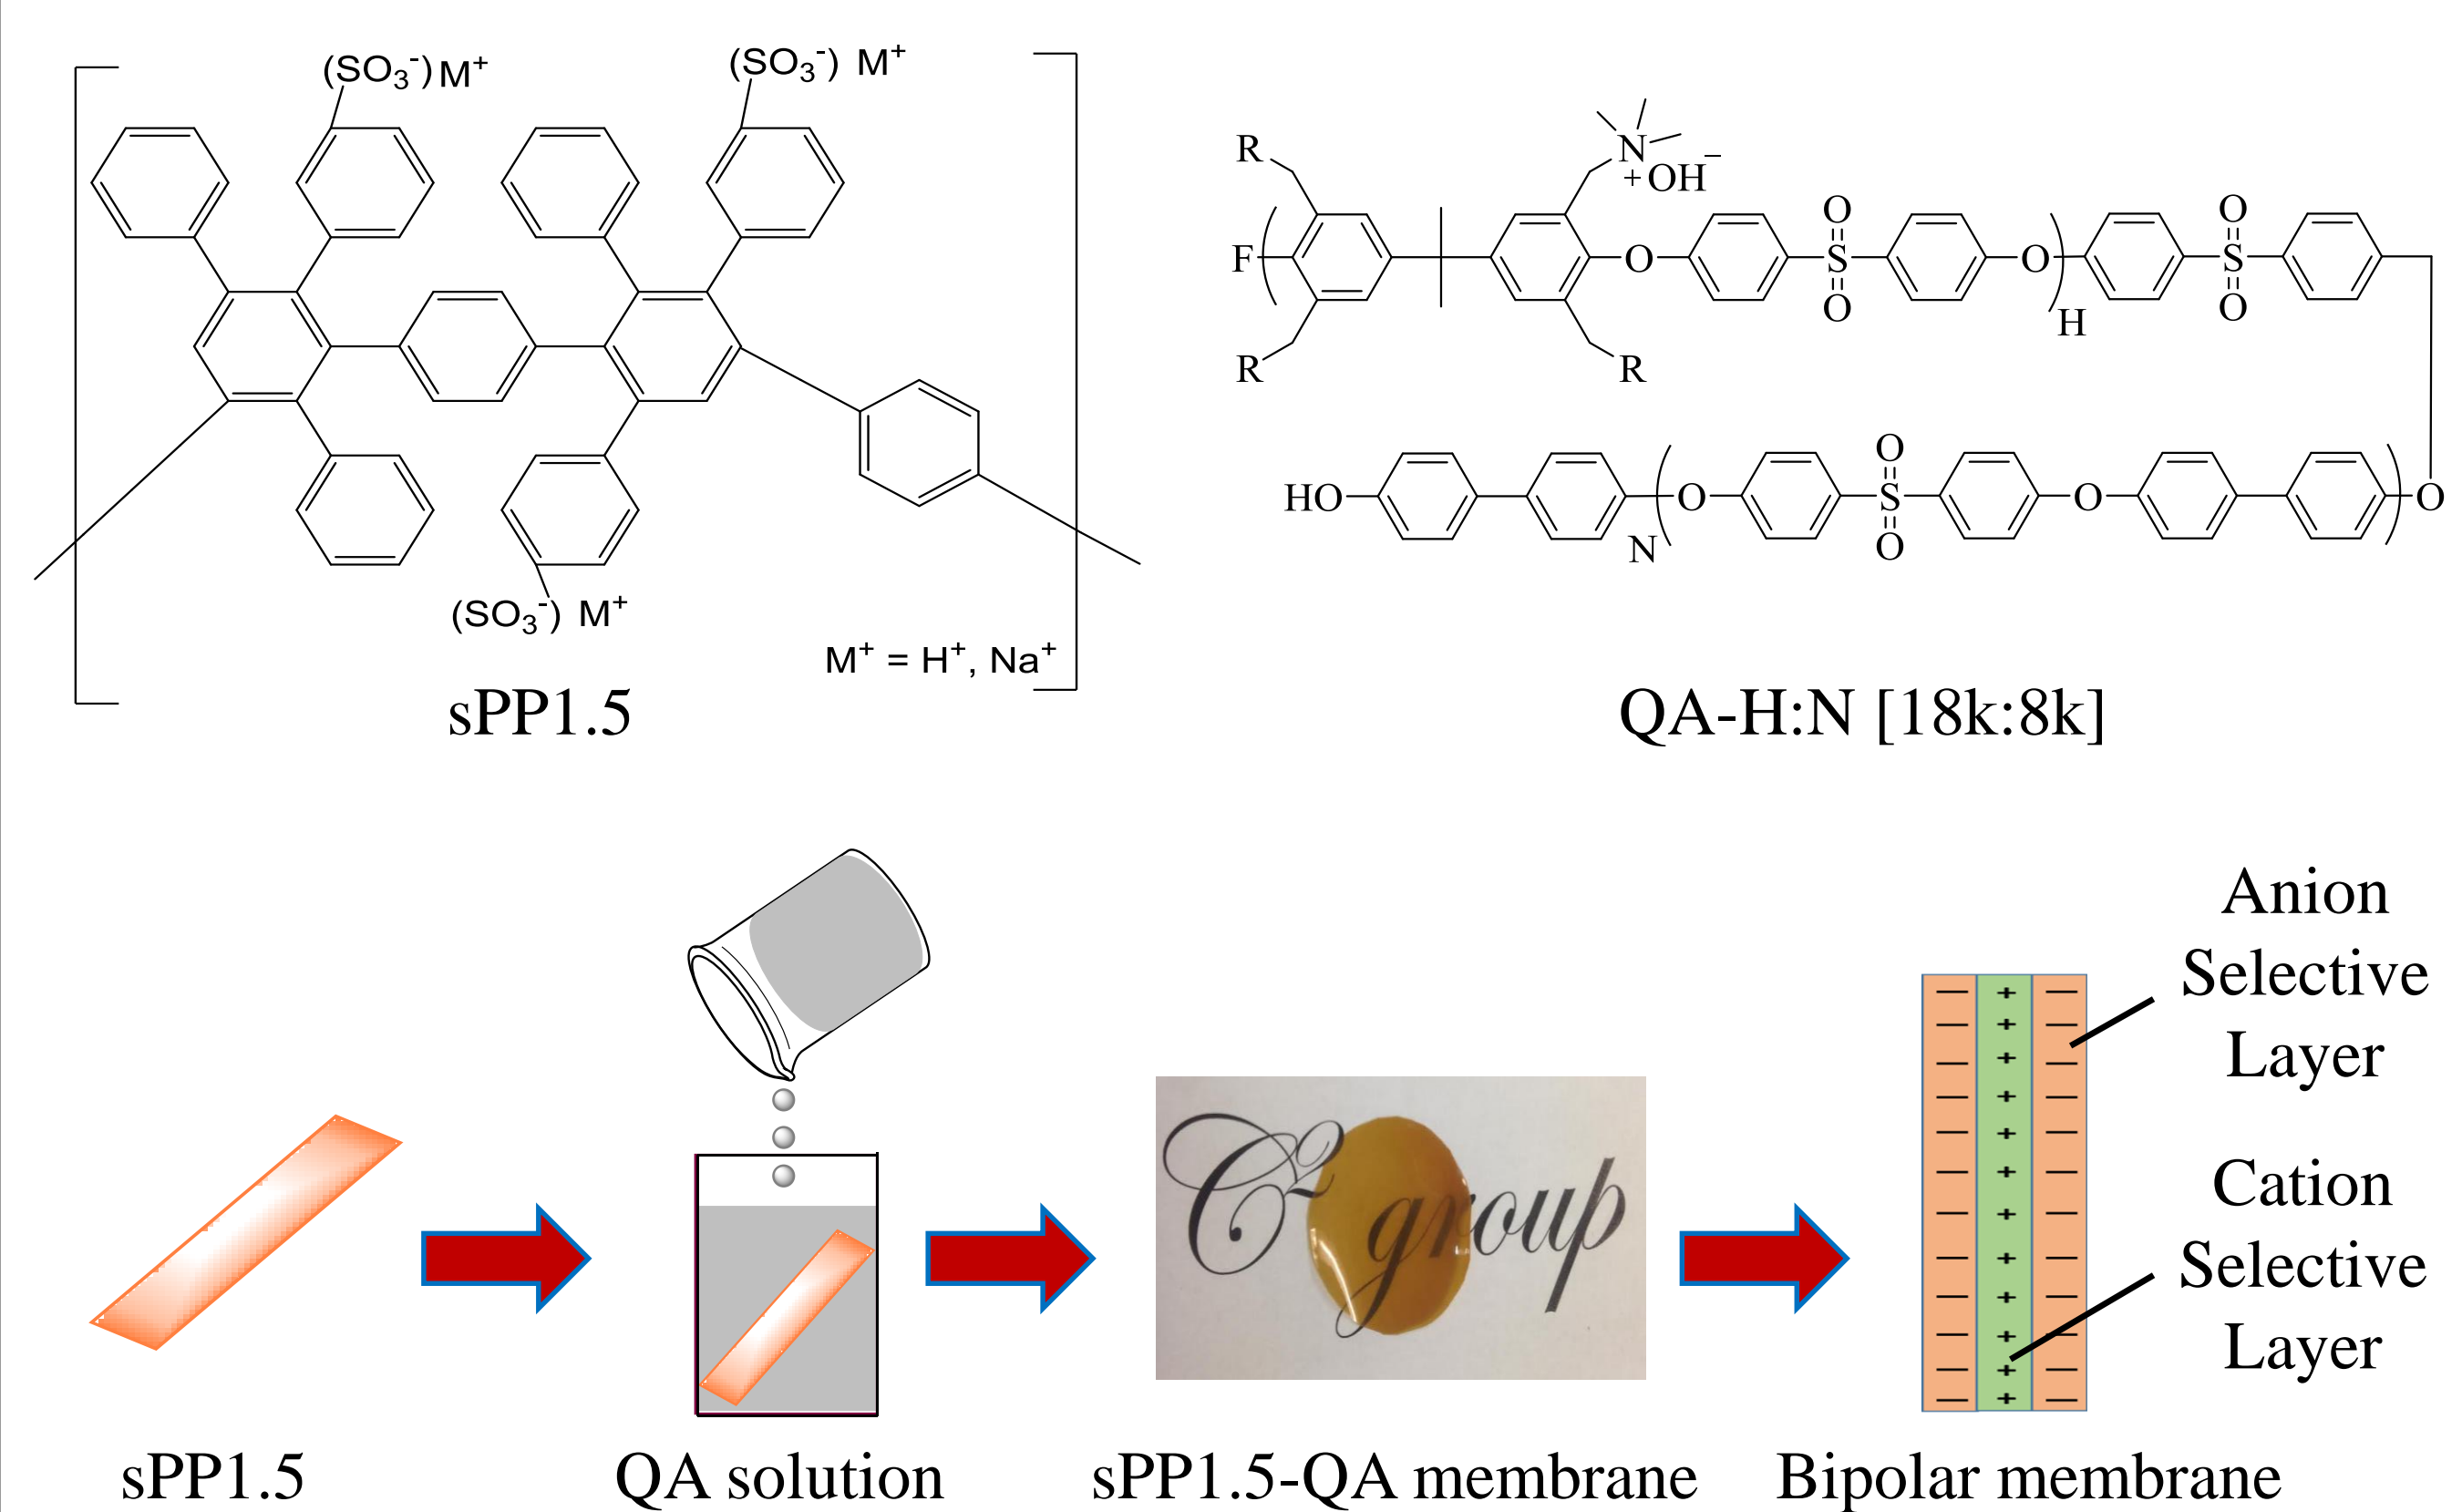 (SO₃⁻) M⁺
(SO₃⁻) M⁺
(SO₃⁻) M⁺
M⁺ = H⁺, Na⁺
sPP1.5
R
N
+ OH⁻
F
O
O
S
O
O
O
S
O
H
R
R
HO
N
O
O
S
O
O
O
QA-H:N [18k:8k]
Anion
Selective
Layer
Cation
Selective
Layer
C² group
sPP1.5
QA solution
sPP1.5-QA membrane
Bipolar membrane